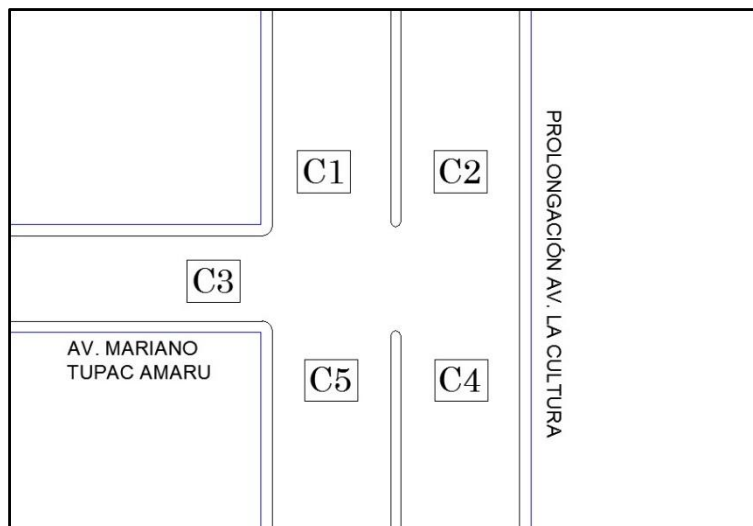 C1
C2
PROLONGACIÓN AV. LA CULTURA
C3
AV. MARIANO
TUPAC AMARU
C5
C4